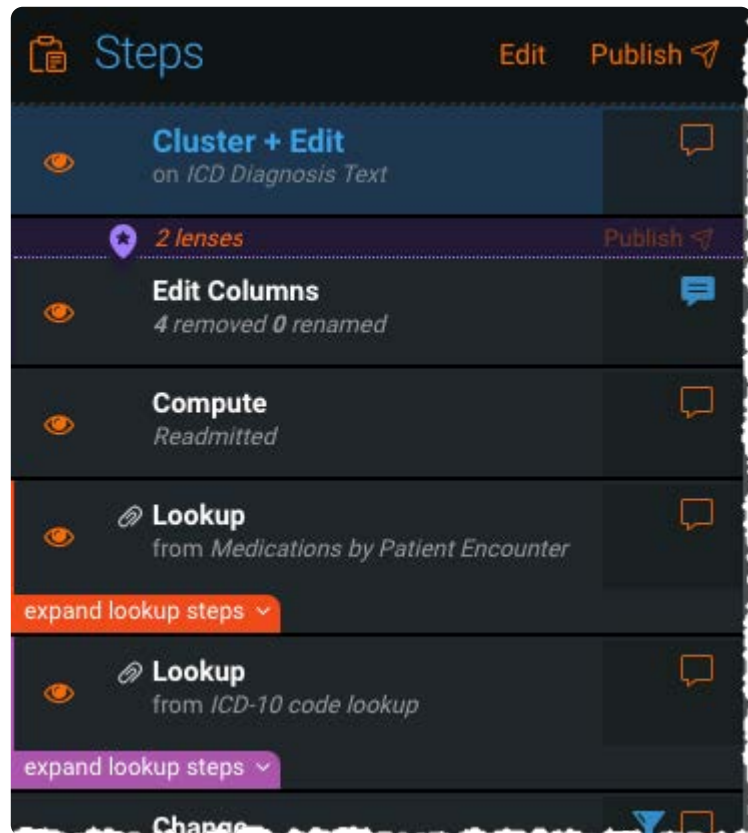 Steps Edit Publish
Cluster + Edit
on ICD Diagnosis Text
2 lenses Publish
Edit Columns
4 removed 0 renamed
Compute
Readmitted
Lookup
from Medications by Patient Encounter
expand lookup steps
Lookup
from ICD-10 code lookup
expand lookup steps
Change